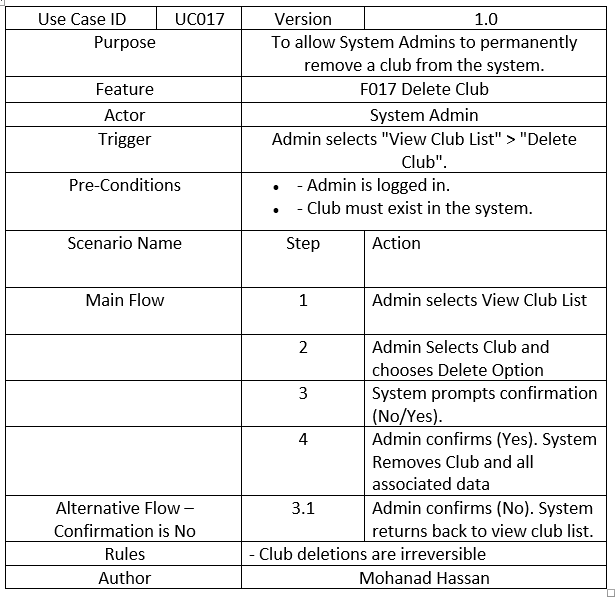 Use Case ID UC017 Version 1.0
Purpose To allow System Admins to permanently
remove a club from the system.
Feature F017 Delete Club
Actor System Admin
Trigger Admin selects "View Club List" > "Delete
Club".
Pre-Conditions • - Admin is logged in.
• - Club must exist in the system.
Scenario Name Step Action
Main Flow 1 Admin selects View Club List
2 Admin Selects Club and
chooses Delete Option
3 System prompts confirmation
(No/Yes).
4 Admin confirms (Yes). System
Removes Club and all
associated data
Alternative Flow – 3.1 Admin confirms (No). System
Confirmation is No returns back to view club list.
Rules - Club deletions are irreversible
Author Mohanad Hassan